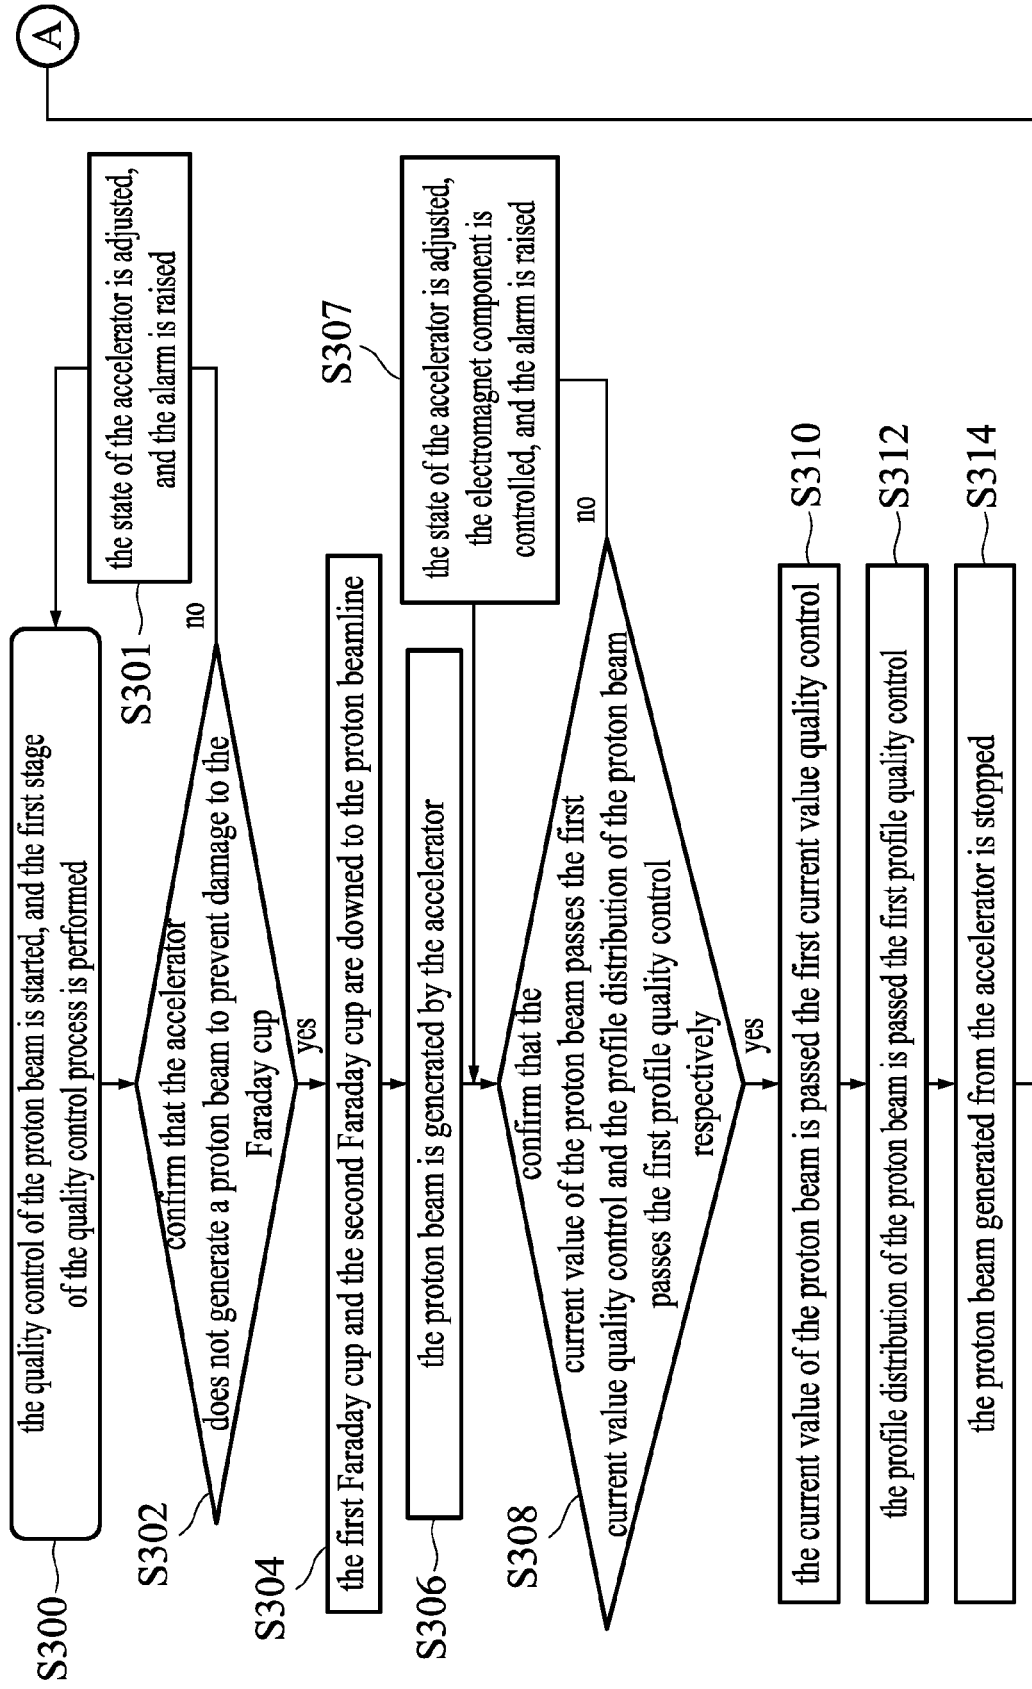 S300
the quality control of the proton beam is started, and the first stage
of the quality control process is performed
S301
the state of the accelerator is adjusted,
and the alarm is raised
S302
confirm that the accelerator
does not generate a proton beam to prevent damage to the
Faraday cup
no
yes
S304
the first Faraday cup and the second Faraday cup are downed to the proton beamline
S306
the proton beam is generated by the accelerator
S307
the state of the accelerator is adjusted,
the electromagnet component is
controlled, and the alarm is raised
S308
confirm that the
current value of the proton beam passes the first
current value quality control and the profile distribution of the proton beam
passes the first profile quality control
respectively
no
yes
the current value of the proton beam is passed the first current value quality control
S310
the profile distribution of the proton beam is passed the first profile quality control
S312
the proton beam generated from the accelerator is stopped
S314
A